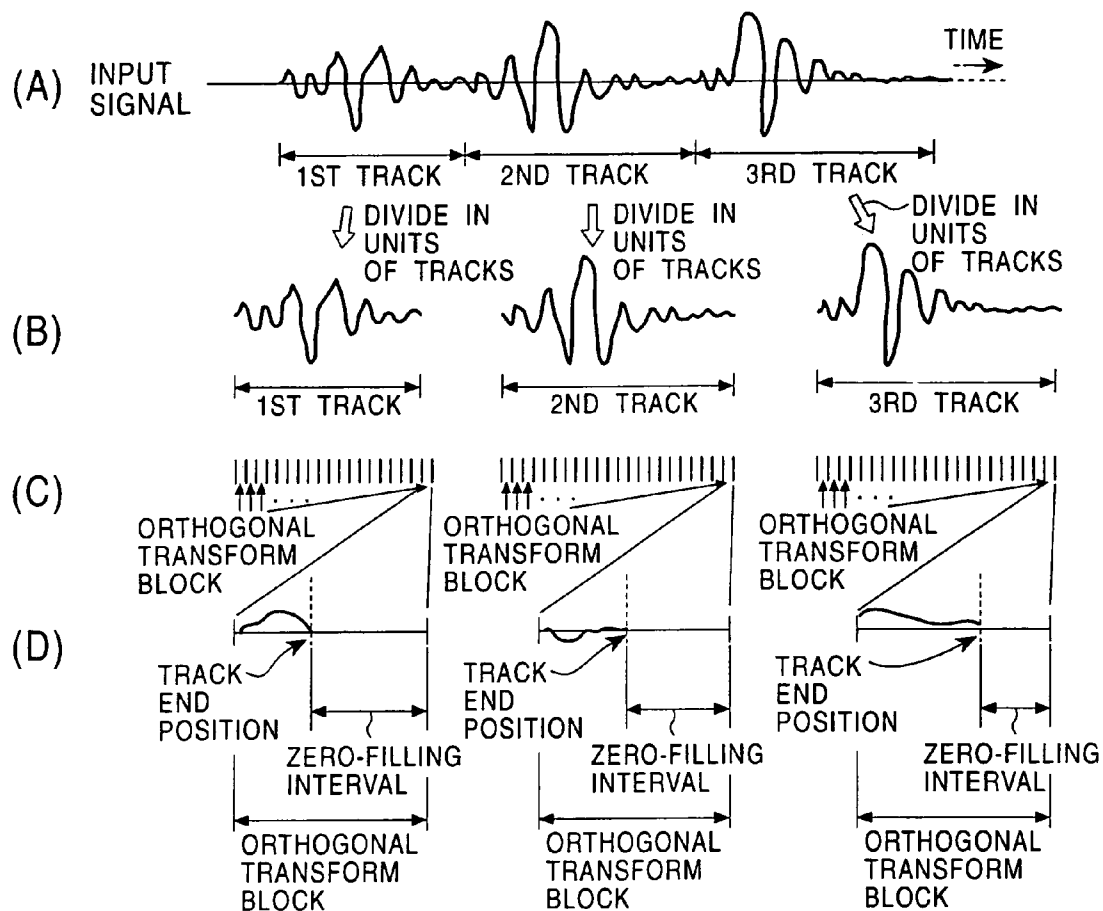 (A)
INPUT
SIGNAL
TIME
1ST TRACK
2ND TRACK
3RD TRACK
DIVIDE IN
UNITS
OF TRACKS
DIVIDE IN
UNITS
OF TRACKS
DIVIDE IN
UNITS
OF TRACKS
(B)
1ST TRACK
2ND TRACK
3RD TRACK
(C)
. . .
ORTHOGONAL
TRANSFORM
BLOCK
. . .
ORTHOGONAL
TRANSFORM
BLOCK
. . .
ORTHOGONAL
TRANSFORM
BLOCK
(D)
TRACK
END
POSITION
TRACK
END
POSITION
TRACK
END
POSITION
ZERO-FILLING
INTERVAL
ZERO-FILLING
INTERVAL
ZERO-FILLING
INTERVAL
ORTHOGONAL
TRANSFORM
BLOCK
ORTHOGONAL
TRANSFORM
BLOCK
ORTHOGONAL
TRANSFORM
BLOCK